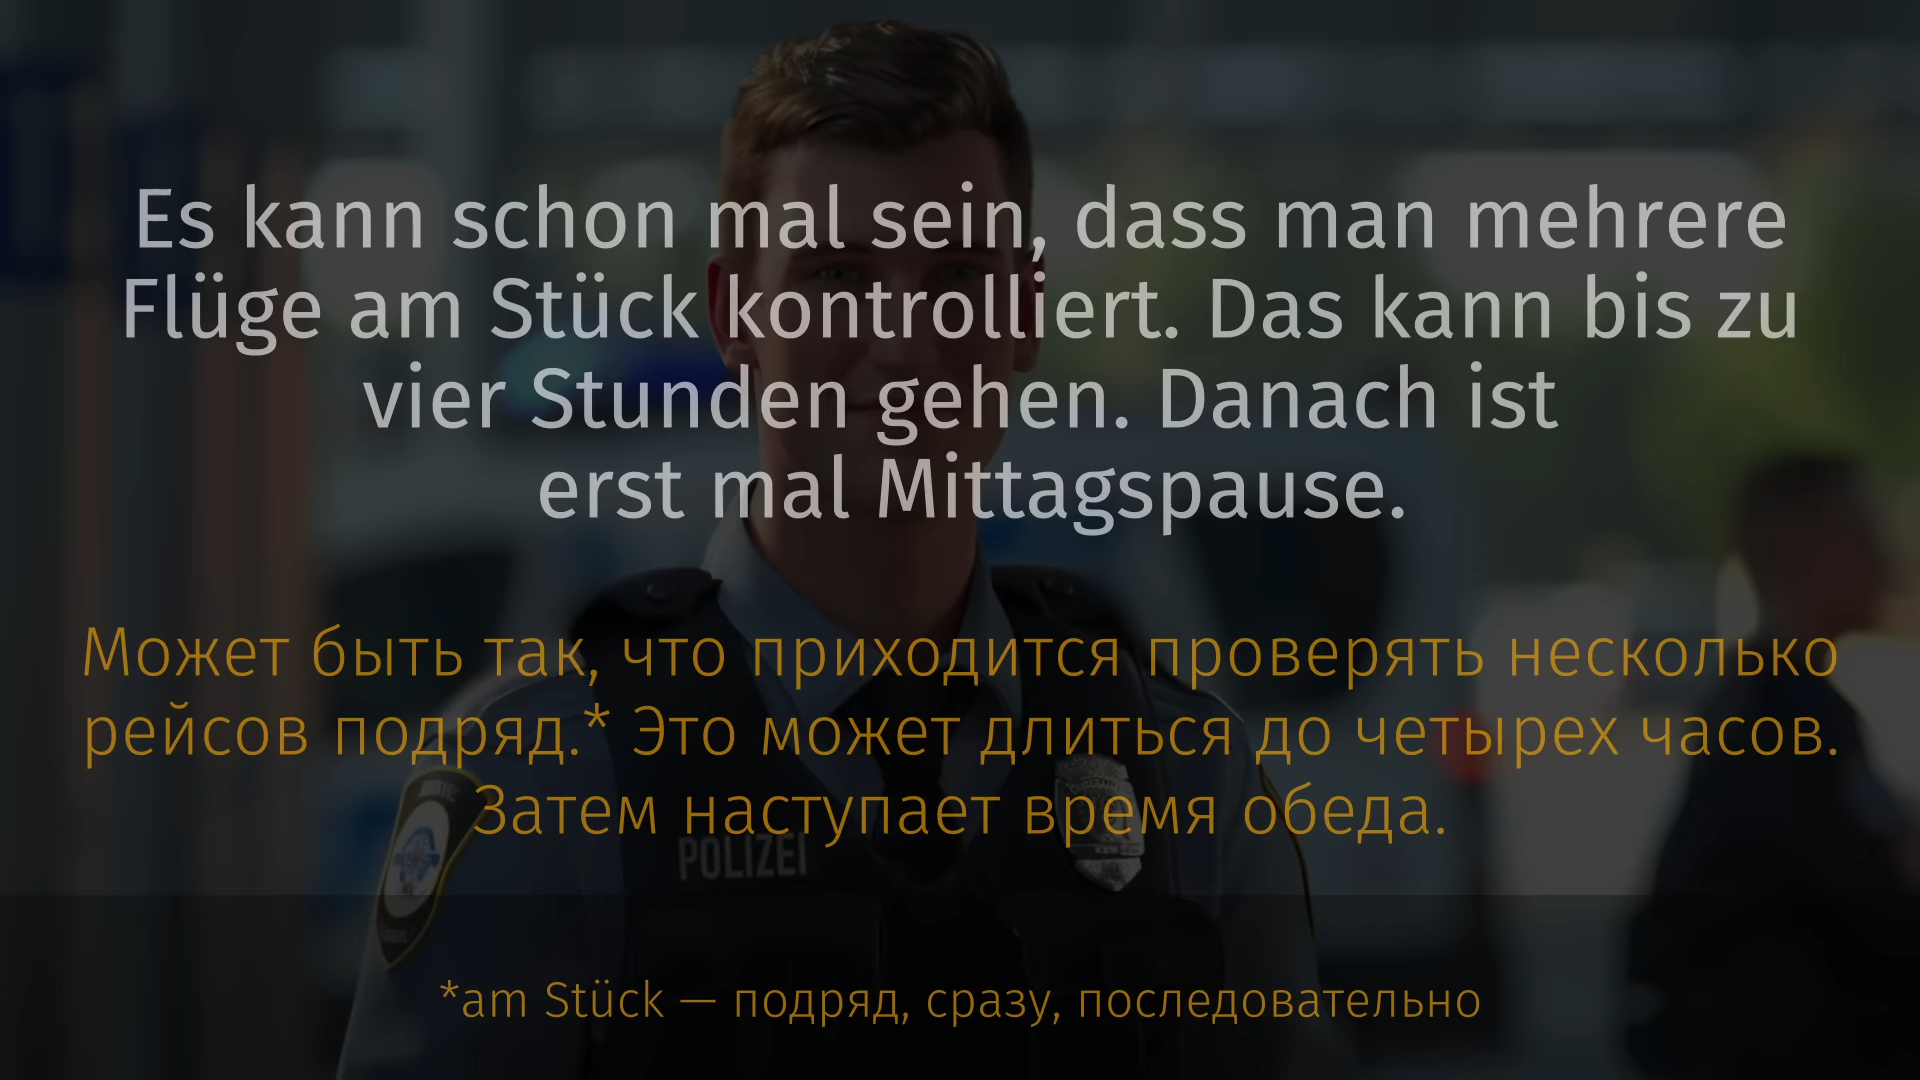 Es kann schon mal sein, dass man mehrere
Flüge am Stück kontrolliert. Das kann bis zu
vier Stunden gehen. Danach ist
erst mal Mittagspause.
Может быть так, что приходится проверять несколько
рейсов подряд.* Это может длиться до четырех часов.
Затем наступает время обеда.
POLIZEI
*am Stück — подряд, сразу, последовательно